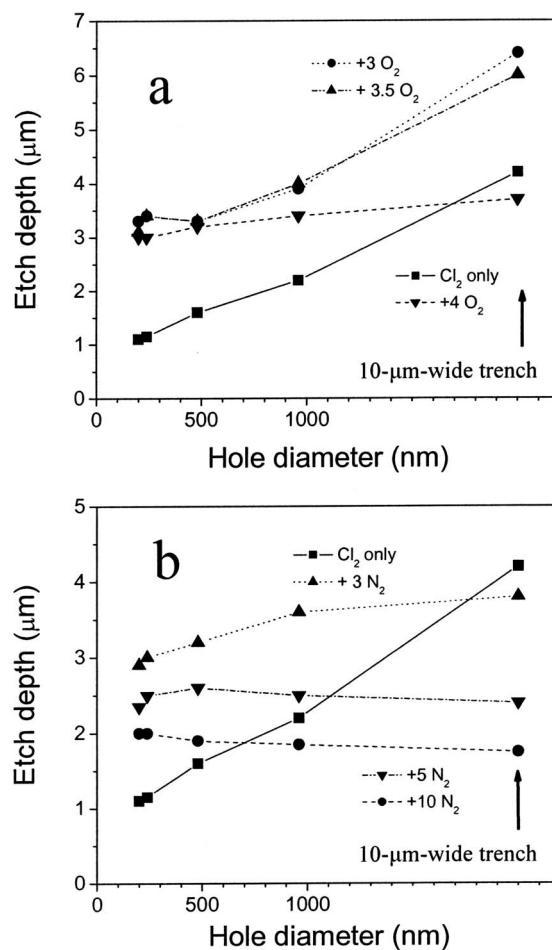 7
6
5
4
3
2
1
0
Etch depth (μm)
a
+3 O₂
+ 3.5 O₂
Cl₂ only
+4 O₂
10-μm-wide trench
0
500
1000
Hole diameter (nm)
5
4
3
2
1
0
Etch depth (μm)
b
Cl₂ only
+ 3 N₂
+5 N₂
+10 N₂
10-μm-wide trench
0
500
1000
Hole diameter (nm)